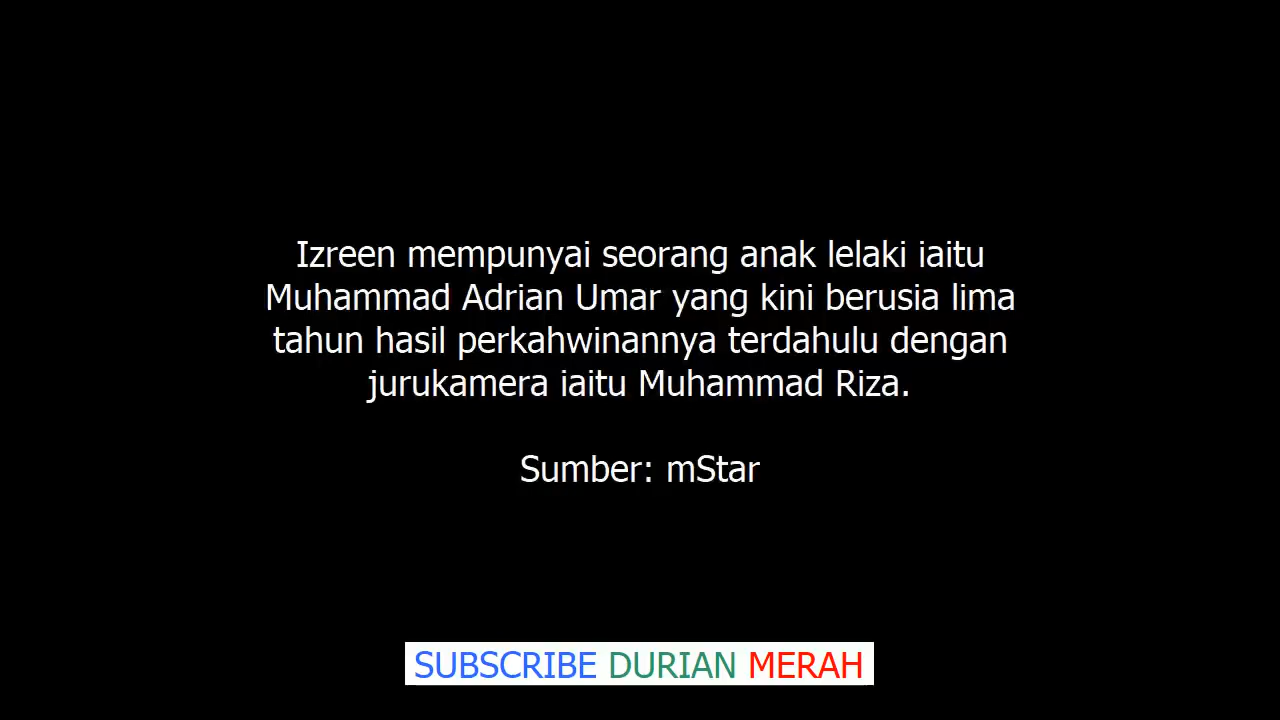 Izreen mempunyai seorang anak lelaki iaitu
Muhammad Adrian Umar yang kini berusia lima
tahun hasil perkahwinannya terdahulu dengan
jurukamera iaitu Muhammad Riza.
Sumber: mStar
SUBSCRIBE DURIAN MERAH